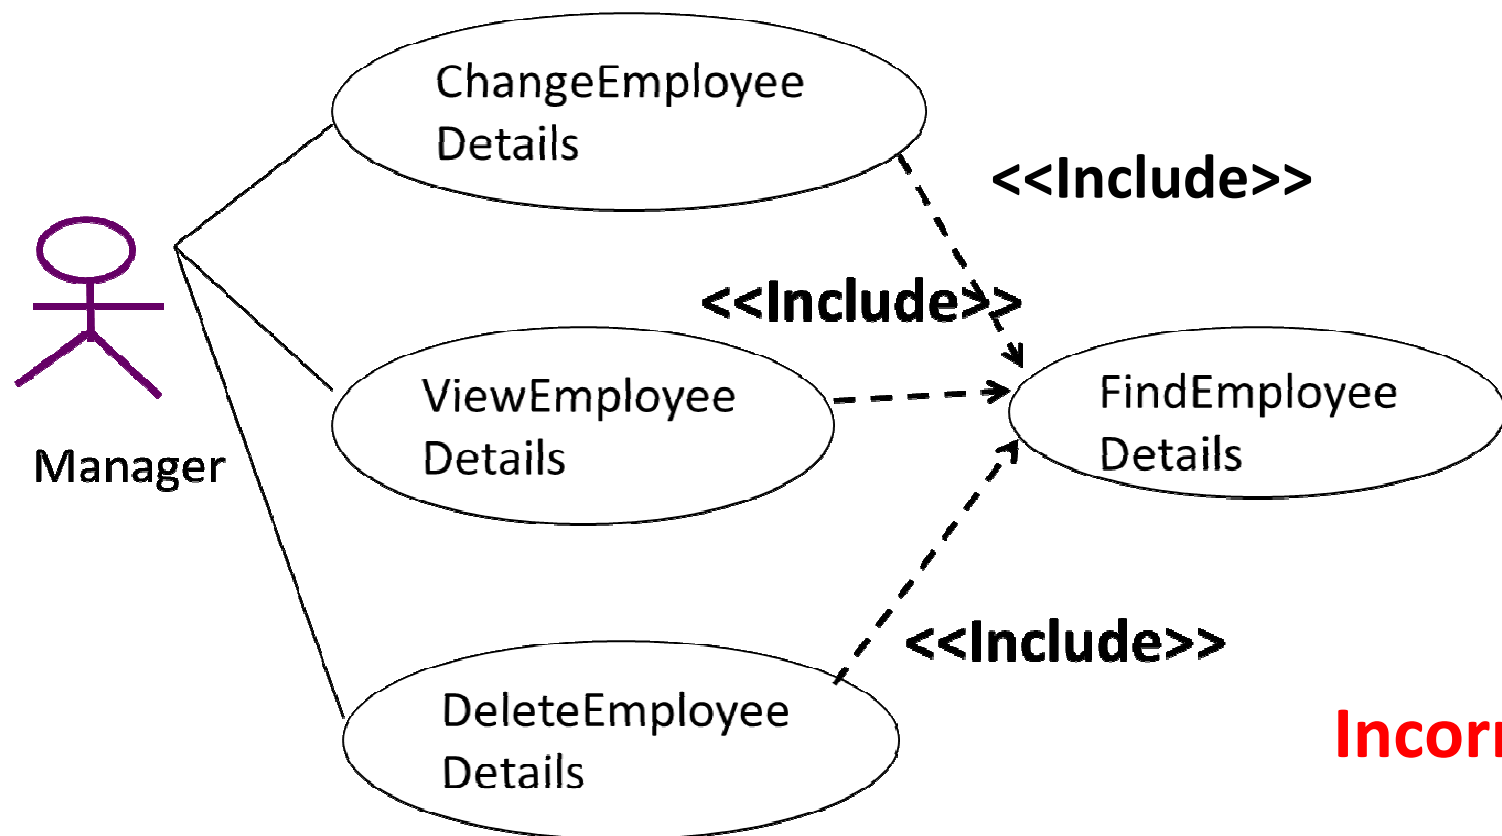 ChangeEmployee
Details
<<Include>>
<<Include>>
ViewEmployee
Details
FindEmployee
Details
Manager
<<Include>>
DeleteEmployee
Details